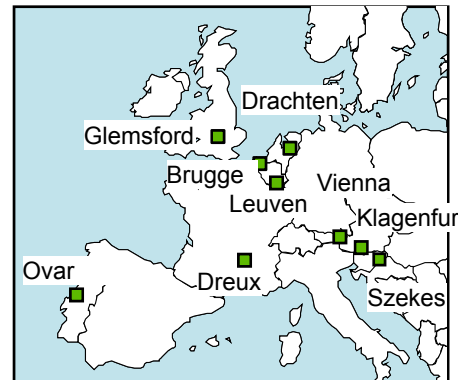 Drachten
Glemsford
Brugge
Vienna
Leuven
Klagenfur
Ovar
Dreux
Szekes